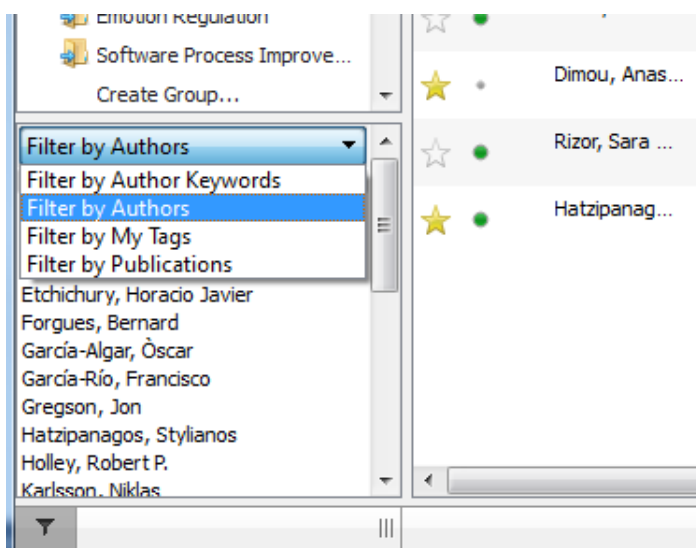 Emotion Regulation
Software Process Improve...
Create Group...
Filter by Authors
Filter by Author Keywords
Filter by Authors
Filter by My Tags
Filter by Publications
Etchichury, Horacio Javier
Forgues, Bernard
García-Algar, Òscar
García-Río, Francisco
Gregson, Jon
Hatzipanagos, Stylianos
Holley, Robert P.
Karlsson, Niklas
Dimou, Anas...
Rizor, Sara ...
Hatzipanag...